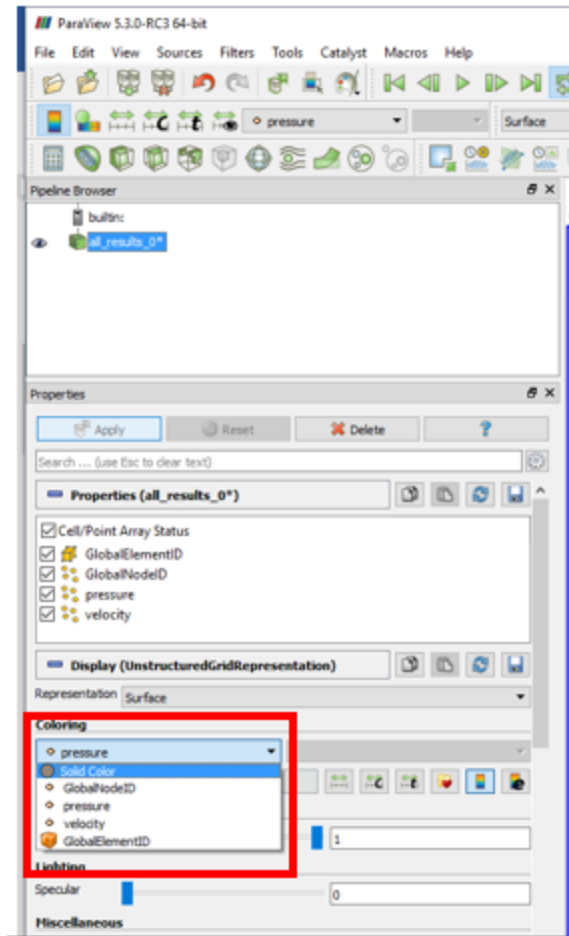 ParaView 5.3.0-RC3 64-bit
File Edit View Sources Filters Tools Catalyst Macros Help
pressure Surface
Pipeline Browser
builtin:
all_results_0*
Properties
Apply Reset Delete ?
Search ... (use Esc to clear text)
Properties (all_results_0*)
Cell/Point Array Status
GlobalElementID
GlobalNodeID
pressure
velocity
Display (UnstructuredGridRepresentation)
Representation Surface
Coloring
pressure
Solid Color
GlobalNodeID
pressure
velocity
GlobalElementID
1
Lighting
Specular 0
Miscellaneous